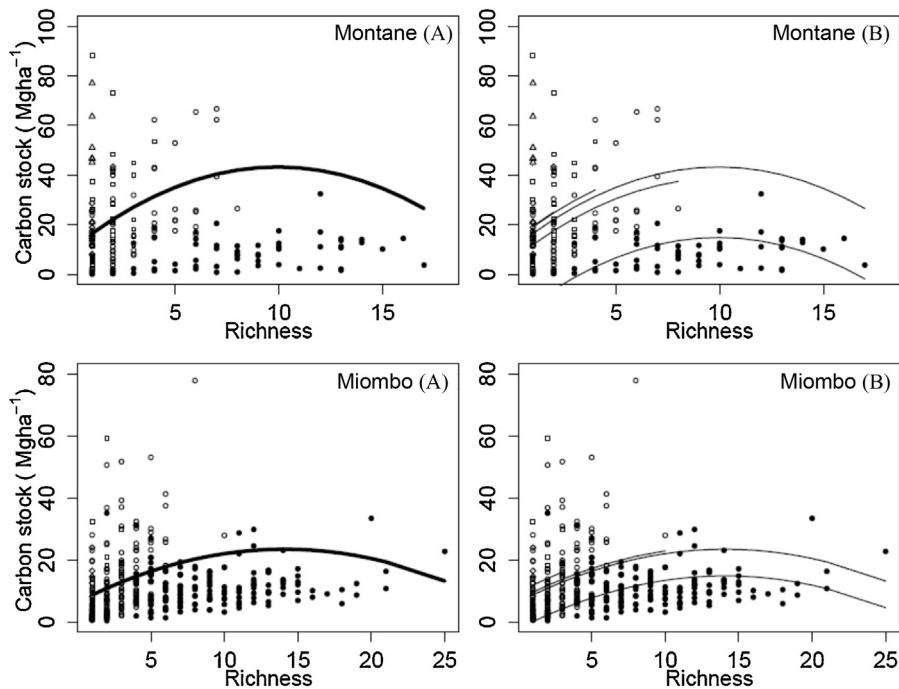 Montane (A)
Carbon stock ( Mgha⁻¹)
0 20 40 60 80 100
5 10 15
Richness
Montane (B)
0 20 40 60 80 100
5 10 15
Richness
Miombo (A)
Carbon stock ( Mgha⁻¹)
0 20 40 60 80
5 10 15 20 25
Richness
Miombo (B)
0 20 40 60 80
5 10 15 20 25
Richness